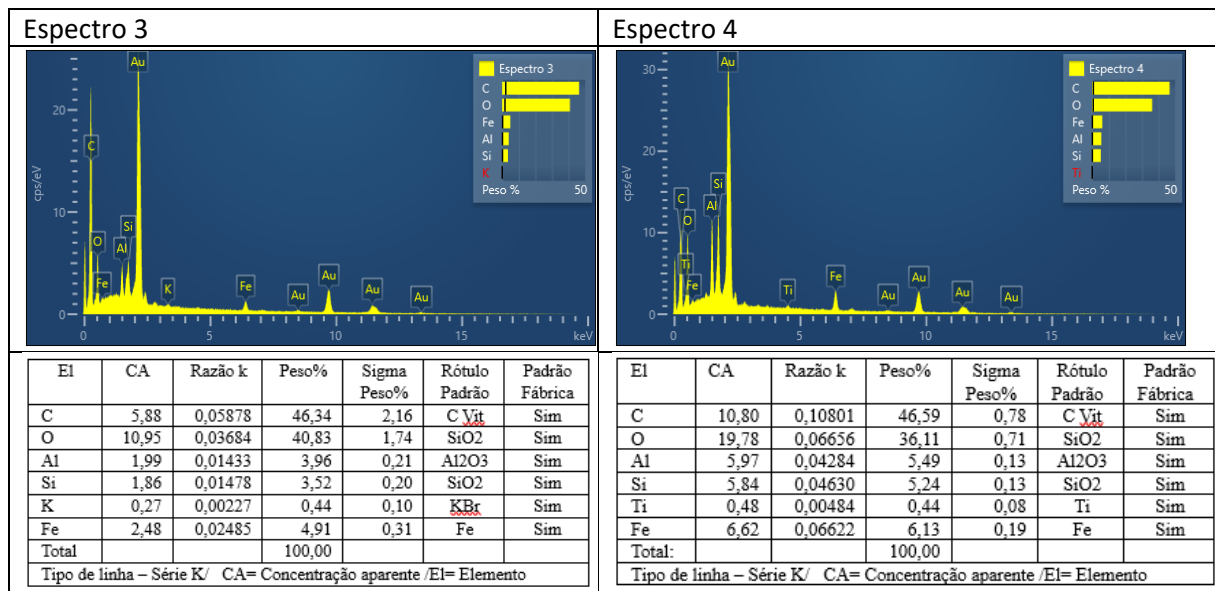 Espectro 3
Au
C
O
Fe
Al
Si
K
Fe
Au
Au
Au
Au
20
10
0
cps/eV
0
5
10
15
keV
Espectro 3
C
O
Fe
Al
Si
K
Peso % 50
El CA Razão k Peso% Sigma Peso% Rótulo Padrão Padrão Fábrica
C 5,88 0,05878 46,34 2,16 C Vit Sim
O 10,95 0,03684 40,83 1,74 SiO2 Sim
Al 1,99 0,01433 3,96 0,21 Al2O3 Sim
Si 1,86 0,01478 3,52 0,20 SiO2 Sim
K 0,27 0,00227 0,44 0,10 KBr Sim
Fe 2,48 0,02485 4,91 0,31 Fe Sim
Total 100,00
Tipo de linha – Série K/ CA= Concentração aparente /El= Elemento
Espectro 4
Au
C
O
Ti
Fe
Al
Si
Ti
Fe
Au
Au
Au
Au
30
20
10
0
cps/eV
0
5
10
15
keV
Espectro 4
C
O
Fe
Al
Si
Ti
Peso % 50
El CA Razão k Peso% Sigma Peso% Rótulo Padrão Padrão Fábrica
C 10,80 0,10801 46,59 0,78 C Vit Sim
O 19,78 0,06656 36,11 0,71 SiO2 Sim
Al 5,97 0,04284 5,49 0,13 Al2O3 Sim
Si 5,84 0,04630 5,24 0,13 SiO2 Sim
Ti 0,48 0,00484 0,44 0,08 Ti Sim
Fe 6,62 0,06622 6,13 0,19 Fe Sim
Total: 100,00
Tipo de linha – Série K/ CA= Concentração aparente /El= Elemento